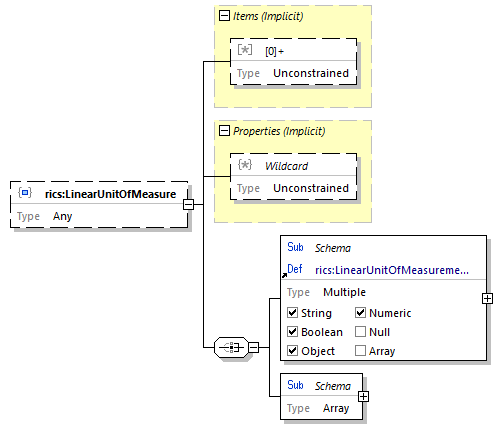 Items (Implicit)
[0]+
Type Unconstrained
Properties (Implicit)
Wildcard
Type Unconstrained
rics:LinearUnitOfMeasure
Type Any
Sub Schema
Def rics:LinearUnitOfMeasureme...
Type Multiple
String Numeric
Boolean Null
Object Array
Sub Schema
Type Array